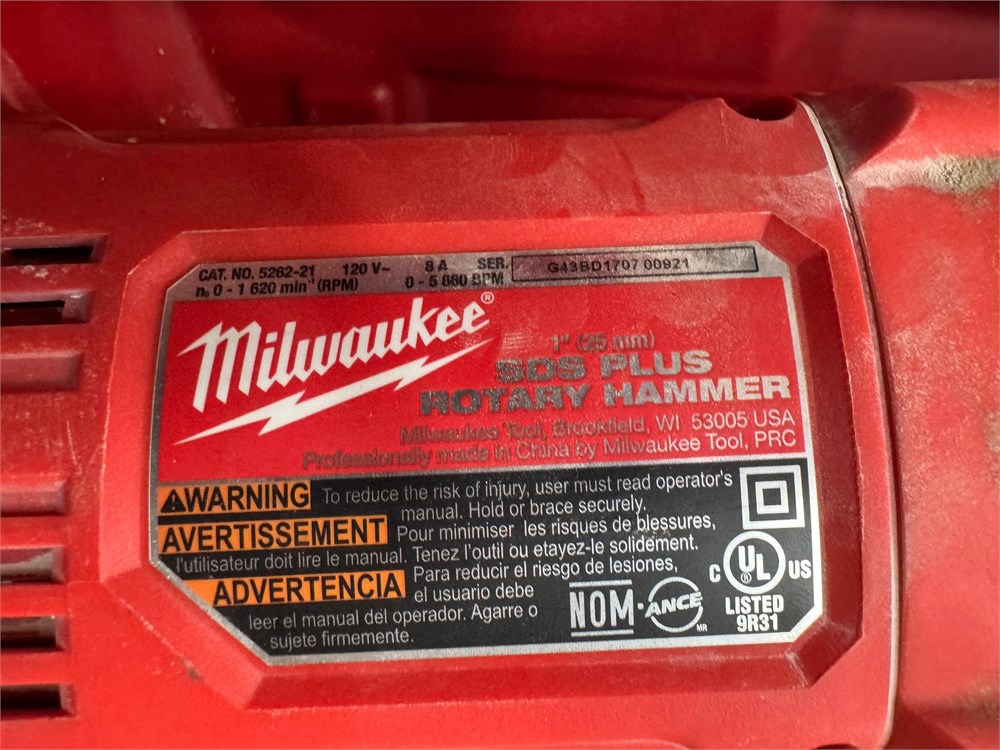 CAT. NO. 5262-21 120 V~ 8 A SER. G43BD1707 00921
n₀ 0 - 1 620 min⁻¹ (RPM) 0 - 5 880 BPM
Milwaukee®
1" (25 mm)
SDS PLUS
ROTARY HAMMER
Milwaukee Tool, Brookfield, WI 53005 USA
Professionally made in China by Milwaukee Tool, PRC
⚠WARNING To reduce the risk of injury, user must read operator's
manual. Hold or brace securely.
AVERTISSEMENT Pour minimiser les risques de blessures,
l'utilisateur doit lire le manual. Tenez l'outil ou etayez-le solidement.
ADVERTENCIA Para reducir el riesgo de lesiones,
el usuario debe
leer el manual del operador. Agarre o
sujete firmemente.
NOM-ANCE MR
C UL® US
LISTED
9R31